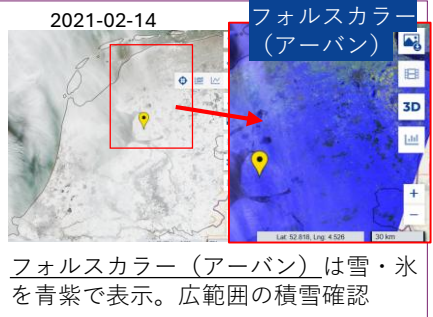 2021-02-14
フォルスカラー
（アーバン）
3D
+
−
Lat: 52.818, Lng: 4.526
30 km
フォルスカラー（アーバン）は雪・氷
を青紫で表示。広範囲の積雪確認